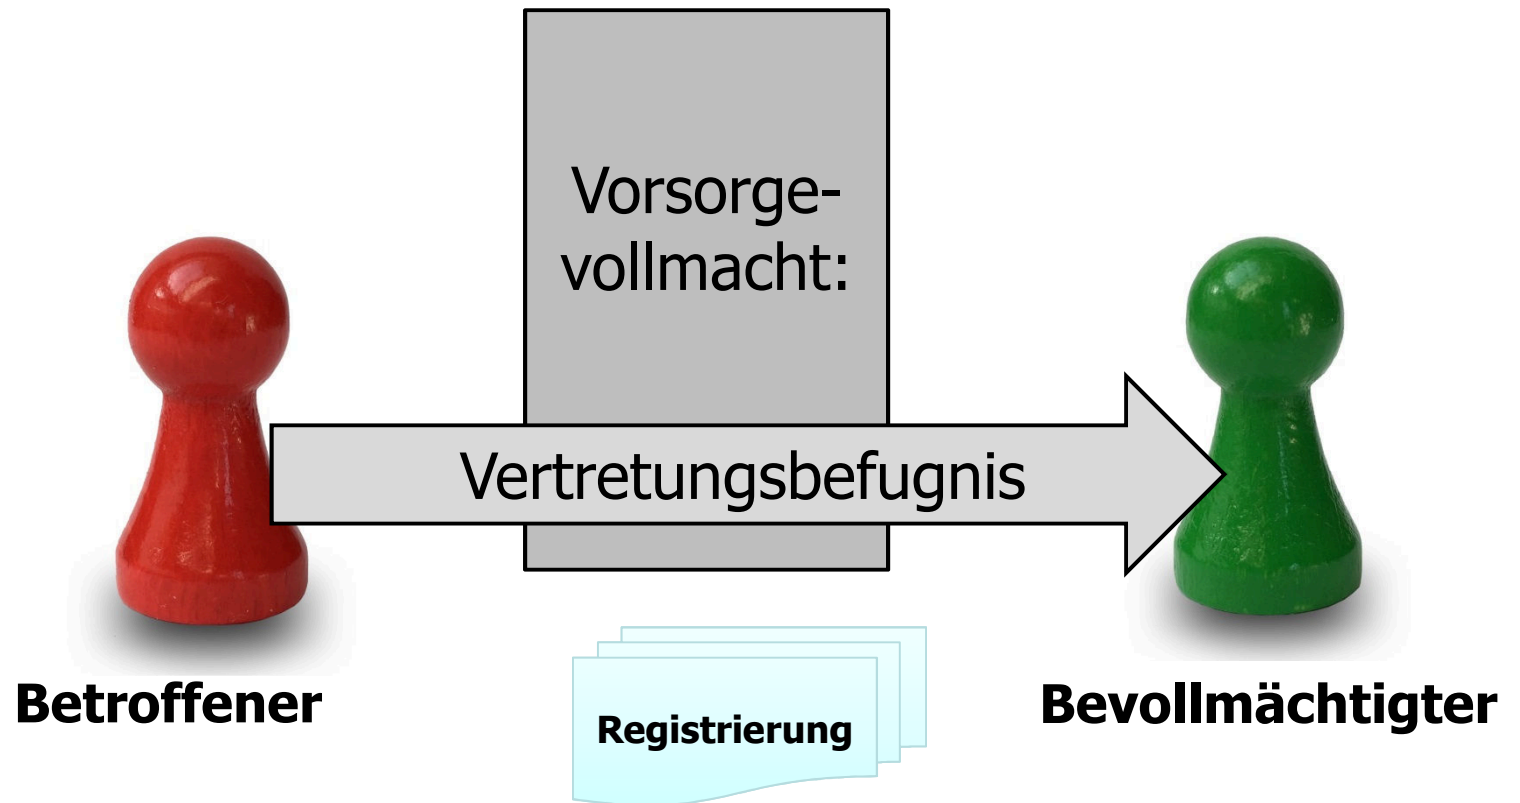 Vorsorge-
vollmacht:
Vertretungsbefugnis
Betroffener
Bevollmächtigter
Registrierung